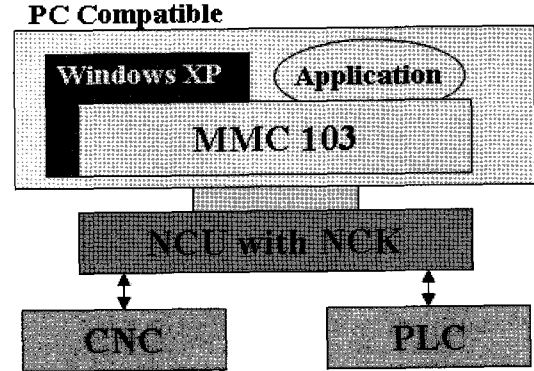 PC Compatible
Windows XP
Application
MMC 103
NCU with NCK
CNC
PLC